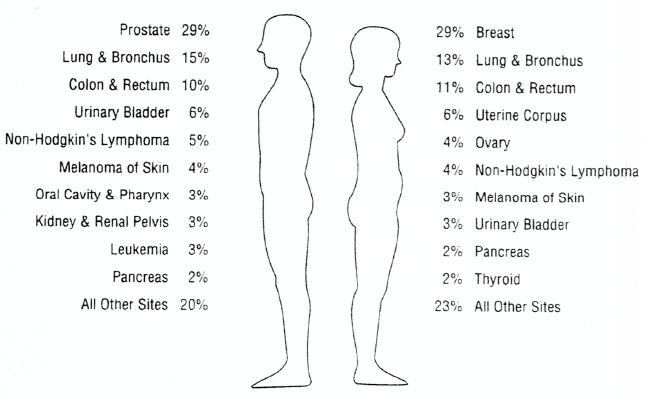 Prostate 29%
Lung & Bronchus 15%
Colon & Rectum 10%
Urinary Bladder 6%
Non-Hodgkin's Lymphoma 5%
Melanoma of Skin 4%
Oral Cavity & Pharynx 3%
Kidney & Renal Pelvis 3%
Leukemia 3%
Pancreas 2%
All Other Sites 20%
29% Breast
13% Lung & Bronchus
11% Colon & Rectum
6% Uterine Corpus
4% Ovary
4% Non-Hodgkin's Lymphoma
3% Melanoma of Skin
3% Urinary Bladder
2% Pancreas
2% Thyroid
23% All Other Sites